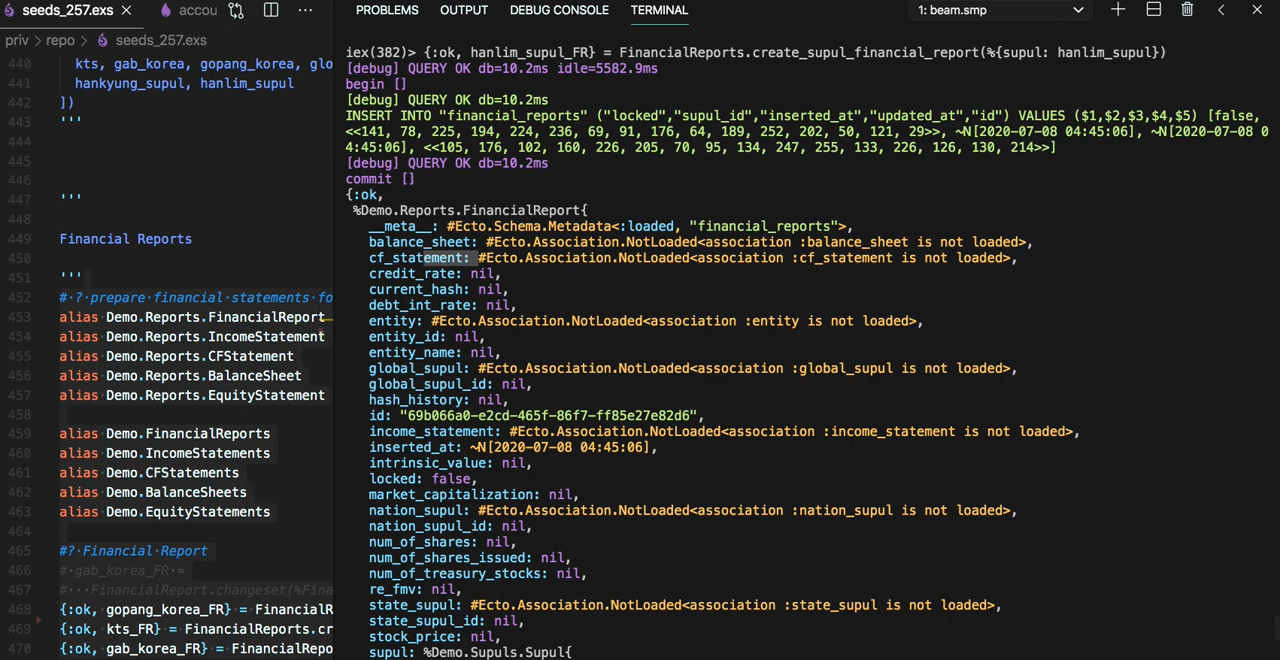 seeds_257.exs
accou
PROBLEMS OUTPUT DEBUG CONSOLE TERMINAL
1: beam.smp
priv > repo > seeds_257.exs
440 kts, gab_korea, gopang_korea, glo
441 hankyung_supul, hanlim_supul
442 ])
443 '''
444
445
446
447 '''
448
449 Financial Reports
450
451 '''
452 #·?·prepare·financial·statements·fo
453 alias·Demo.Reports.FinancialReport
454 alias·Demo.Reports.IncomeStatement
455 alias·Demo.Reports.CFStatement
456 alias·Demo.Reports.BalanceSheet
457 alias·Demo.Reports.EquityStatement
458
459 alias·Demo.FinancialReports
460 alias·Demo.IncomeStatements
461 alias·Demo.CFStatements
462 alias·Demo.BalanceSheets
463 alias·Demo.EquityStatements
464
465 #?·Financial·Report
466 #·gab_korea_FR·=
467 #···FinancialReport.changeset(%Fina
468 {:ok,·gopang_korea_FR}·=·FinancialR
469 {:ok,·kts_FR}·=·FinancialReports.cr
470 {:ok,·gab_korea_FR}·=·FinancialRepo
iex(382)> {:ok, hanlim_supul_FR} = FinancialReports.create_supul_financial_report(%{supul: hanlim_supul})
[debug] QUERY OK db=10.2ms idle=5582.9ms
begin []
[debug] QUERY OK db=10.2ms
INSERT INTO "financial_reports" ("locked","supul_id","inserted_at","updated_at","id") VALUES ($1,$2,$3,$4,$5) [false,
<<141, 78, 225, 194, 224, 236, 69, 91, 176, 64, 189, 252, 202, 50, 121, 29>>, ~N[2020-07-08 04:45:06], ~N[2020-07-08 0
4:45:06], <<105, 176, 102, 160, 226, 205, 70, 95, 134, 247, 255, 133, 226, 126, 130, 214>>]
[debug] QUERY OK db=10.2ms
commit []
{:ok,
%Demo.Reports.FinancialReport{
__meta__: #Ecto.Schema.Metadata<:loaded, "financial_reports">,
balance_sheet: #Ecto.Association.NotLoaded<association :balance_sheet is not loaded>,
cf_statement: #Ecto.Association.NotLoaded<association :cf_statement is not loaded>,
credit_rate: nil,
current_hash: nil,
debt_int_rate: nil,
entity: #Ecto.Association.NotLoaded<association :entity is not loaded>,
entity_id: nil,
entity_name: nil,
global_supul: #Ecto.Association.NotLoaded<association :global_supul is not loaded>,
global_supul_id: nil,
hash_history: nil,
id: "69b066a0-e2cd-465f-86f7-ff85e27e82d6",
income_statement: #Ecto.Association.NotLoaded<association :income_statement is not loaded>,
inserted_at: ~N[2020-07-08 04:45:06],
intrinsic_value: nil,
locked: false,
market_capitalization: nil,
nation_supul: #Ecto.Association.NotLoaded<association :nation_supul is not loaded>,
nation_supul_id: nil,
num_of_shares: nil,
num_of_shares_issued: nil,
num_of_treasury_stocks: nil,
re_fmv: nil,
state_supul: #Ecto.Association.NotLoaded<association :state_supul is not loaded>,
state_supul_id: nil,
stock_price: nil,
supul: %Demo.Supuls.Supul{